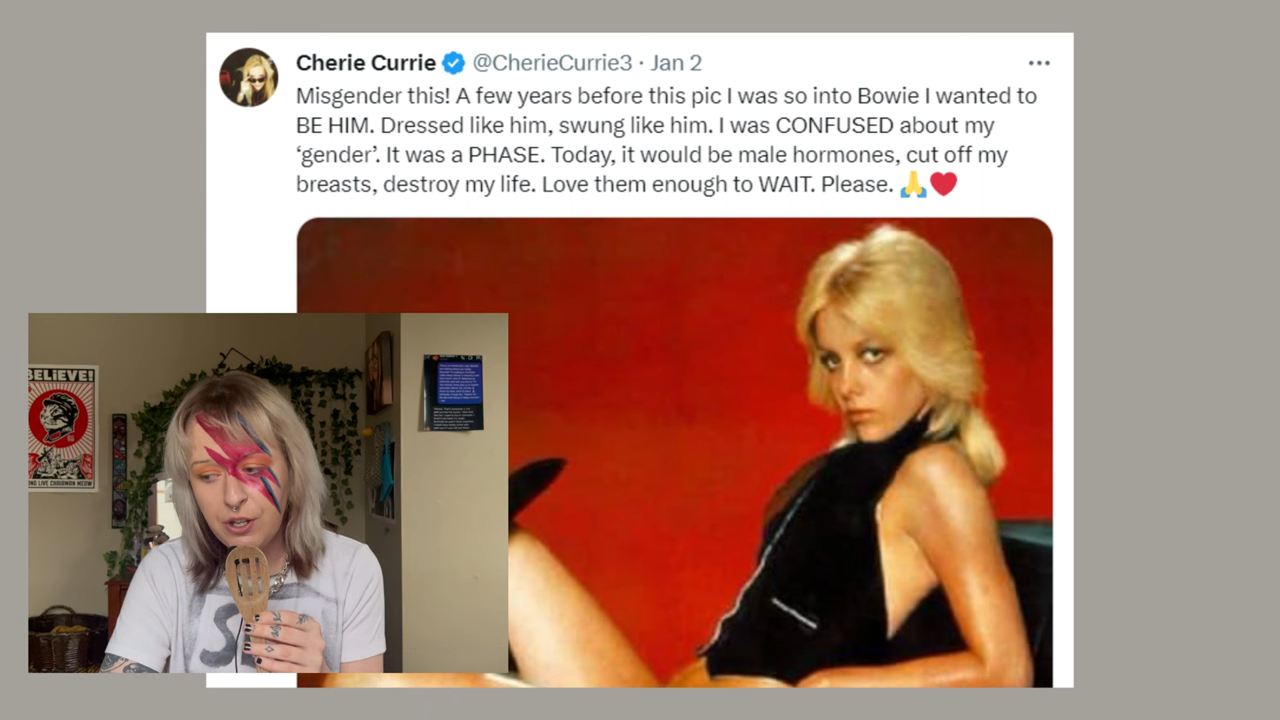 Cherie Currie @CherieCurrie3 · Jan 2
Misgender this! A few years before this pic I was so into Bowie I wanted to
BE HIM. Dressed like him, swung like him. I was CONFUSED about my
‘gender’. It was a PHASE. Today, it would be male hormones, cut off my
breasts, destroy my life. Love them enough to WAIT. Please. 🙏❤️
BELIEVE!
LONG LIVE CHAIRMAN MEOW
S